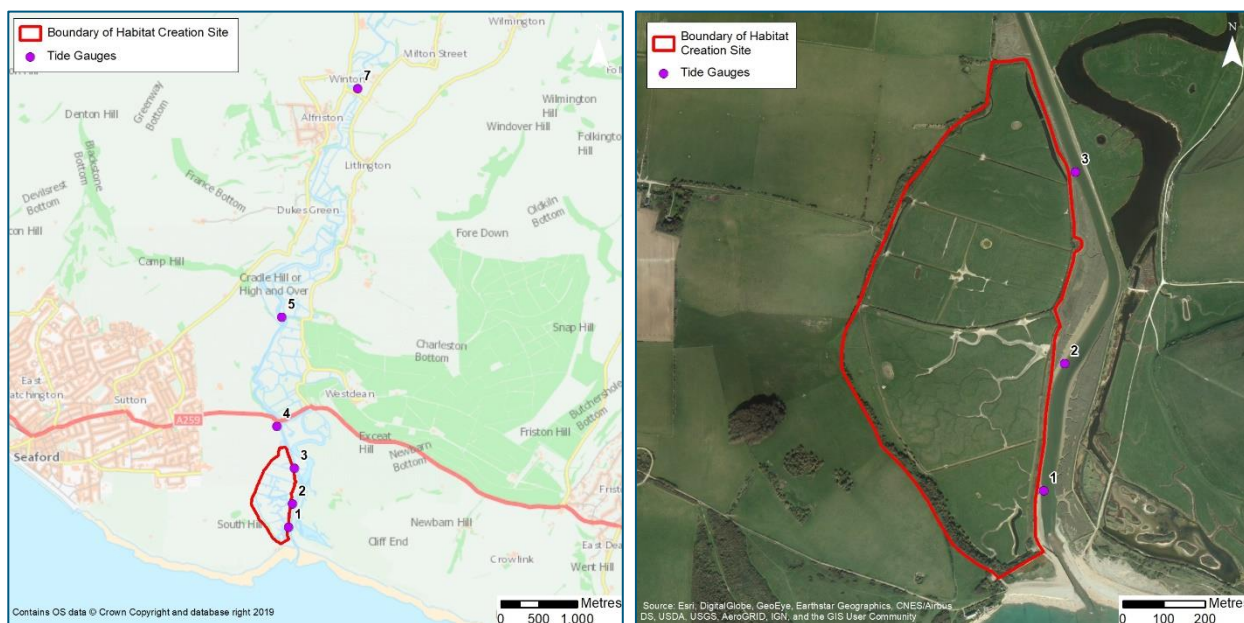 Boundary of Habitat Creation Site
Tide Gauges
Wilmington
Milton Street
7
Winton
Alfriston
Denton Hill
Greenway
Bottom
Blackstone
Bottom
Wilmington
Hill
Windover Hill
Folkington
Hill
Litlington
France Bottom
Devilsrest
Bottom
Dukes Green
Oldkiln
Bottom
Fore Down
Camp Hill
Cradle Hill or
High and Over
5
Snap Hill
Charleston
Bottom
East
Sutton
A259
Westdean
Butchershole
Bottom
4
Friston Hill
Exceat
Hill
Newbarn
Bottom
Seaford
3
2
1
South Hill
Newbarn Hill
Cliff End
Crowlink
Went Hill
Contains OS data © Crown Copyright and database right 2019
Metres
0 500 1,000
Boundary of Habitat
Creation Site
Tide Gauges
N
3
2
1
Source: Esri, DigitalGlobe, GeoEye, Earthstar Geographics, CNES/Airbus
DS, USDA, USGS, AeroGRID, IGN, and the GIS User Community
Metres
0 100 200